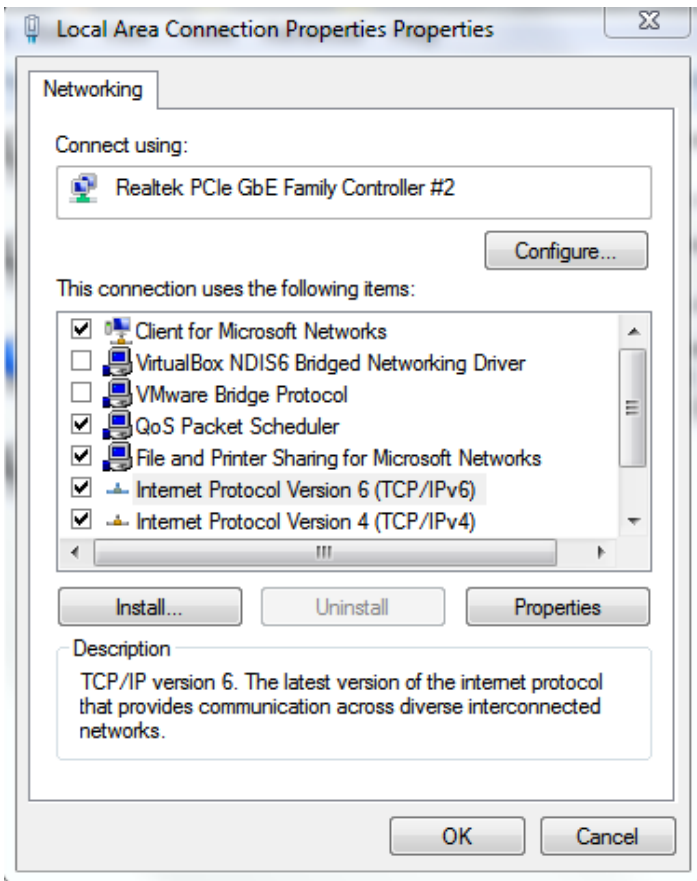 Local Area Connection Properties Properties
Networking
Connect using:
Realtek PCIe GbE Family Controller #2
Configure...
This connection uses the following items:
Client for Microsoft Networks
VirtualBox NDIS6 Bridged Networking Driver
VMware Bridge Protocol
QoS Packet Scheduler
File and Printer Sharing for Microsoft Networks
Internet Protocol Version 6 (TCP/IPv6)
Internet Protocol Version 4 (TCP/IPv4)
Install...
Uninstall
Properties
Description
TCP/IP version 6. The latest version of the internet protocol
that provides communication across diverse interconnected
networks.
OK
Cancel